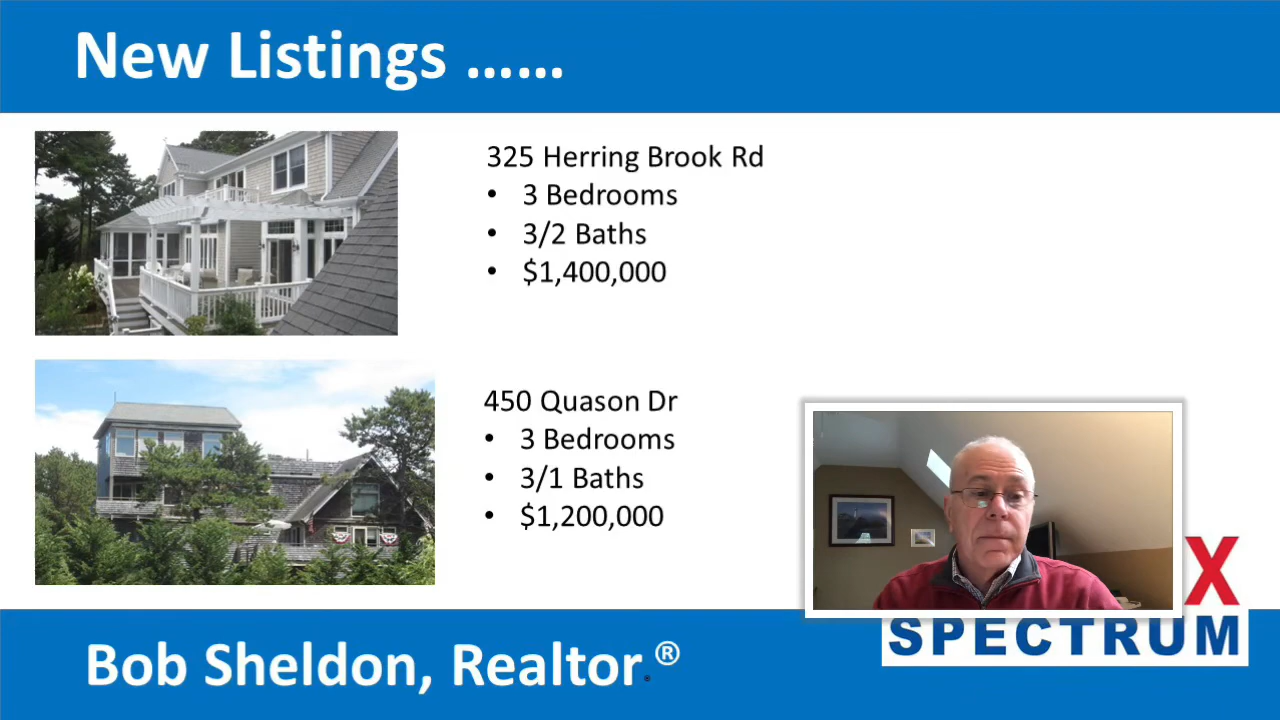 New Listings ......
325 Herring Brook Rd
• 3 Bedrooms
• 3/2 Baths
• $1,400,000
450 Quason Dr
• 3 Bedrooms
• 3/1 Baths
• $1,200,000
X
SPECTRUM
Bob Sheldon, Realtor.®